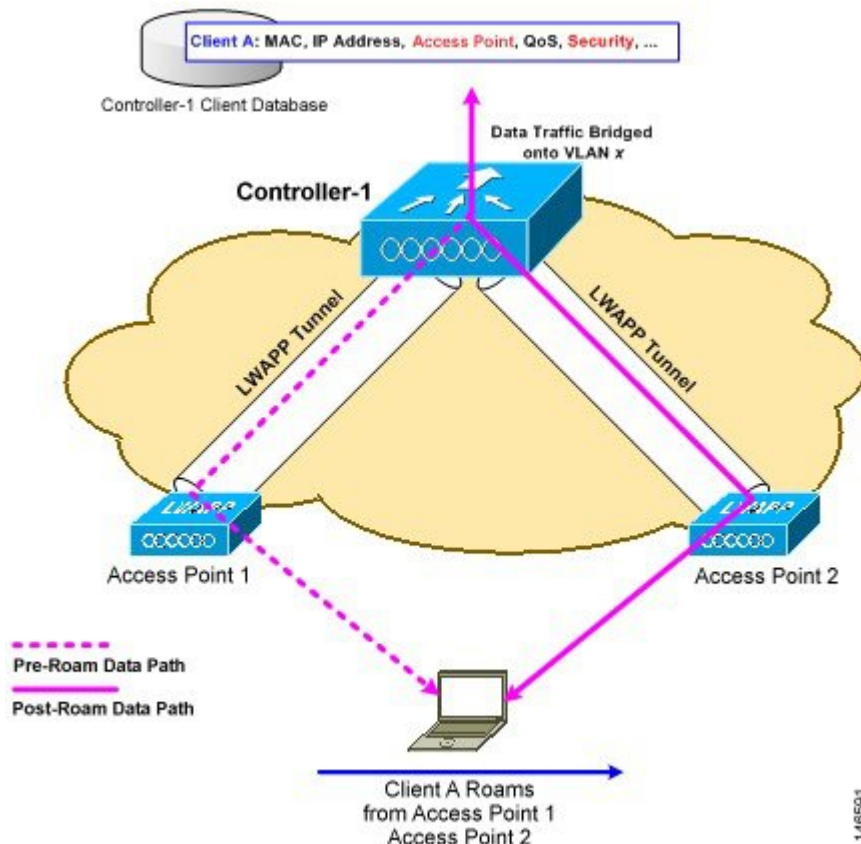 Client A: MAC, IP Address, Access Point, QoS, Security, ...
Controller-1 Client Database
Data Traffic Bridged
onto VLAN x
Controller-1
LWAPP Tunnel
LWAPP Tunnel
LWAPP
LWAPP
Access Point 1
Access Point 2
Pre-Roam Data Path
Post-Roam Data Path
Client A Roams
from Access Point 1
Access Point 2
146591